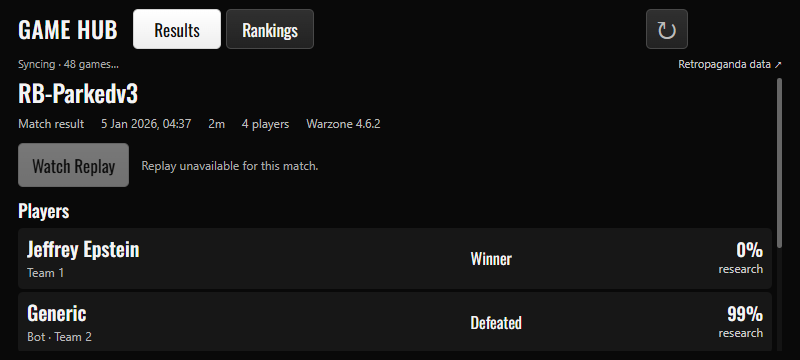 GAME HUB Results Rankings ↻
Syncing · 48 games... Retropaganda data ↗
RB-Parkedv3
Match result 5 Jan 2026, 04:37 2m 4 players Warzone 4.6.2
Watch Replay Replay unavailable for this match.
Players
Jeffrey Epstein Winner 0%
Team 1 research
Generic Defeated 99%
Bot · Team 2 research